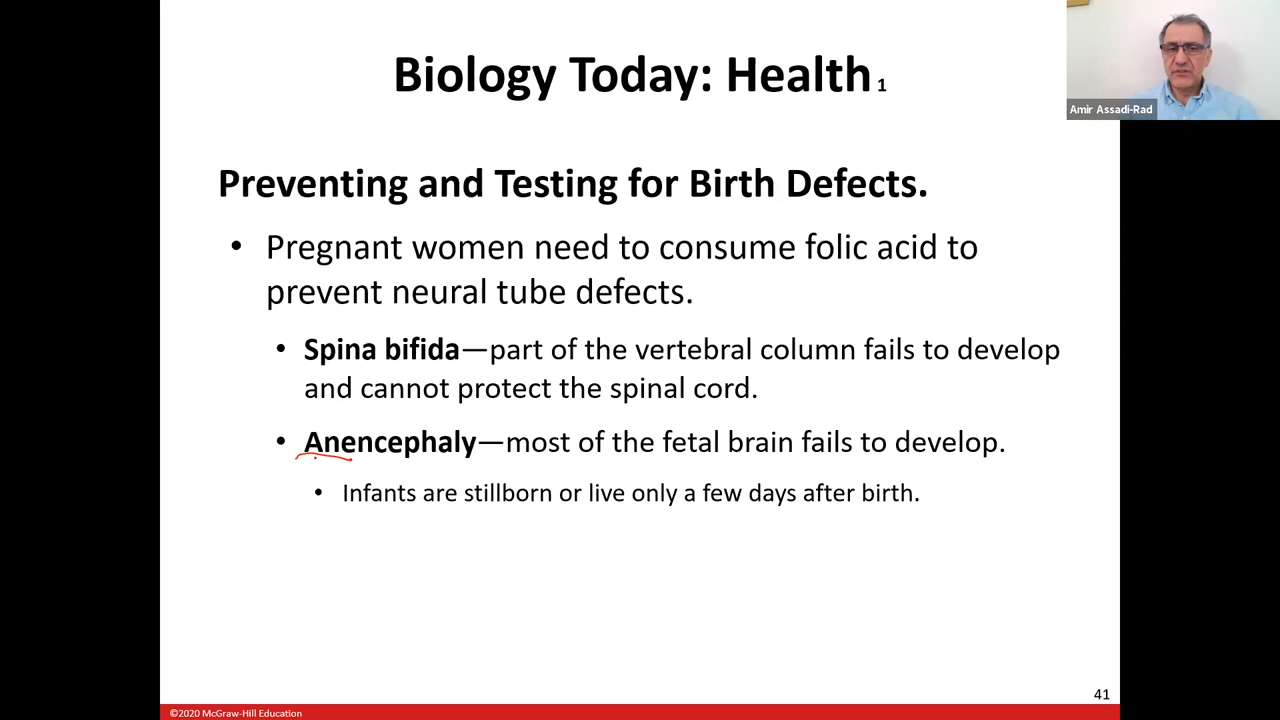 Biology Today: Health 1
Amir Assadi-Rad
Preventing and Testing for Birth Defects.
• Pregnant women need to consume folic acid to
prevent neural tube defects.
• Spina bifida—part of the vertebral column fails to develop
and cannot protect the spinal cord.
• Anencephaly—most of the fetal brain fails to develop.
• Infants are stillborn or live only a few days after birth.
41
©2020 McGraw-Hill Education